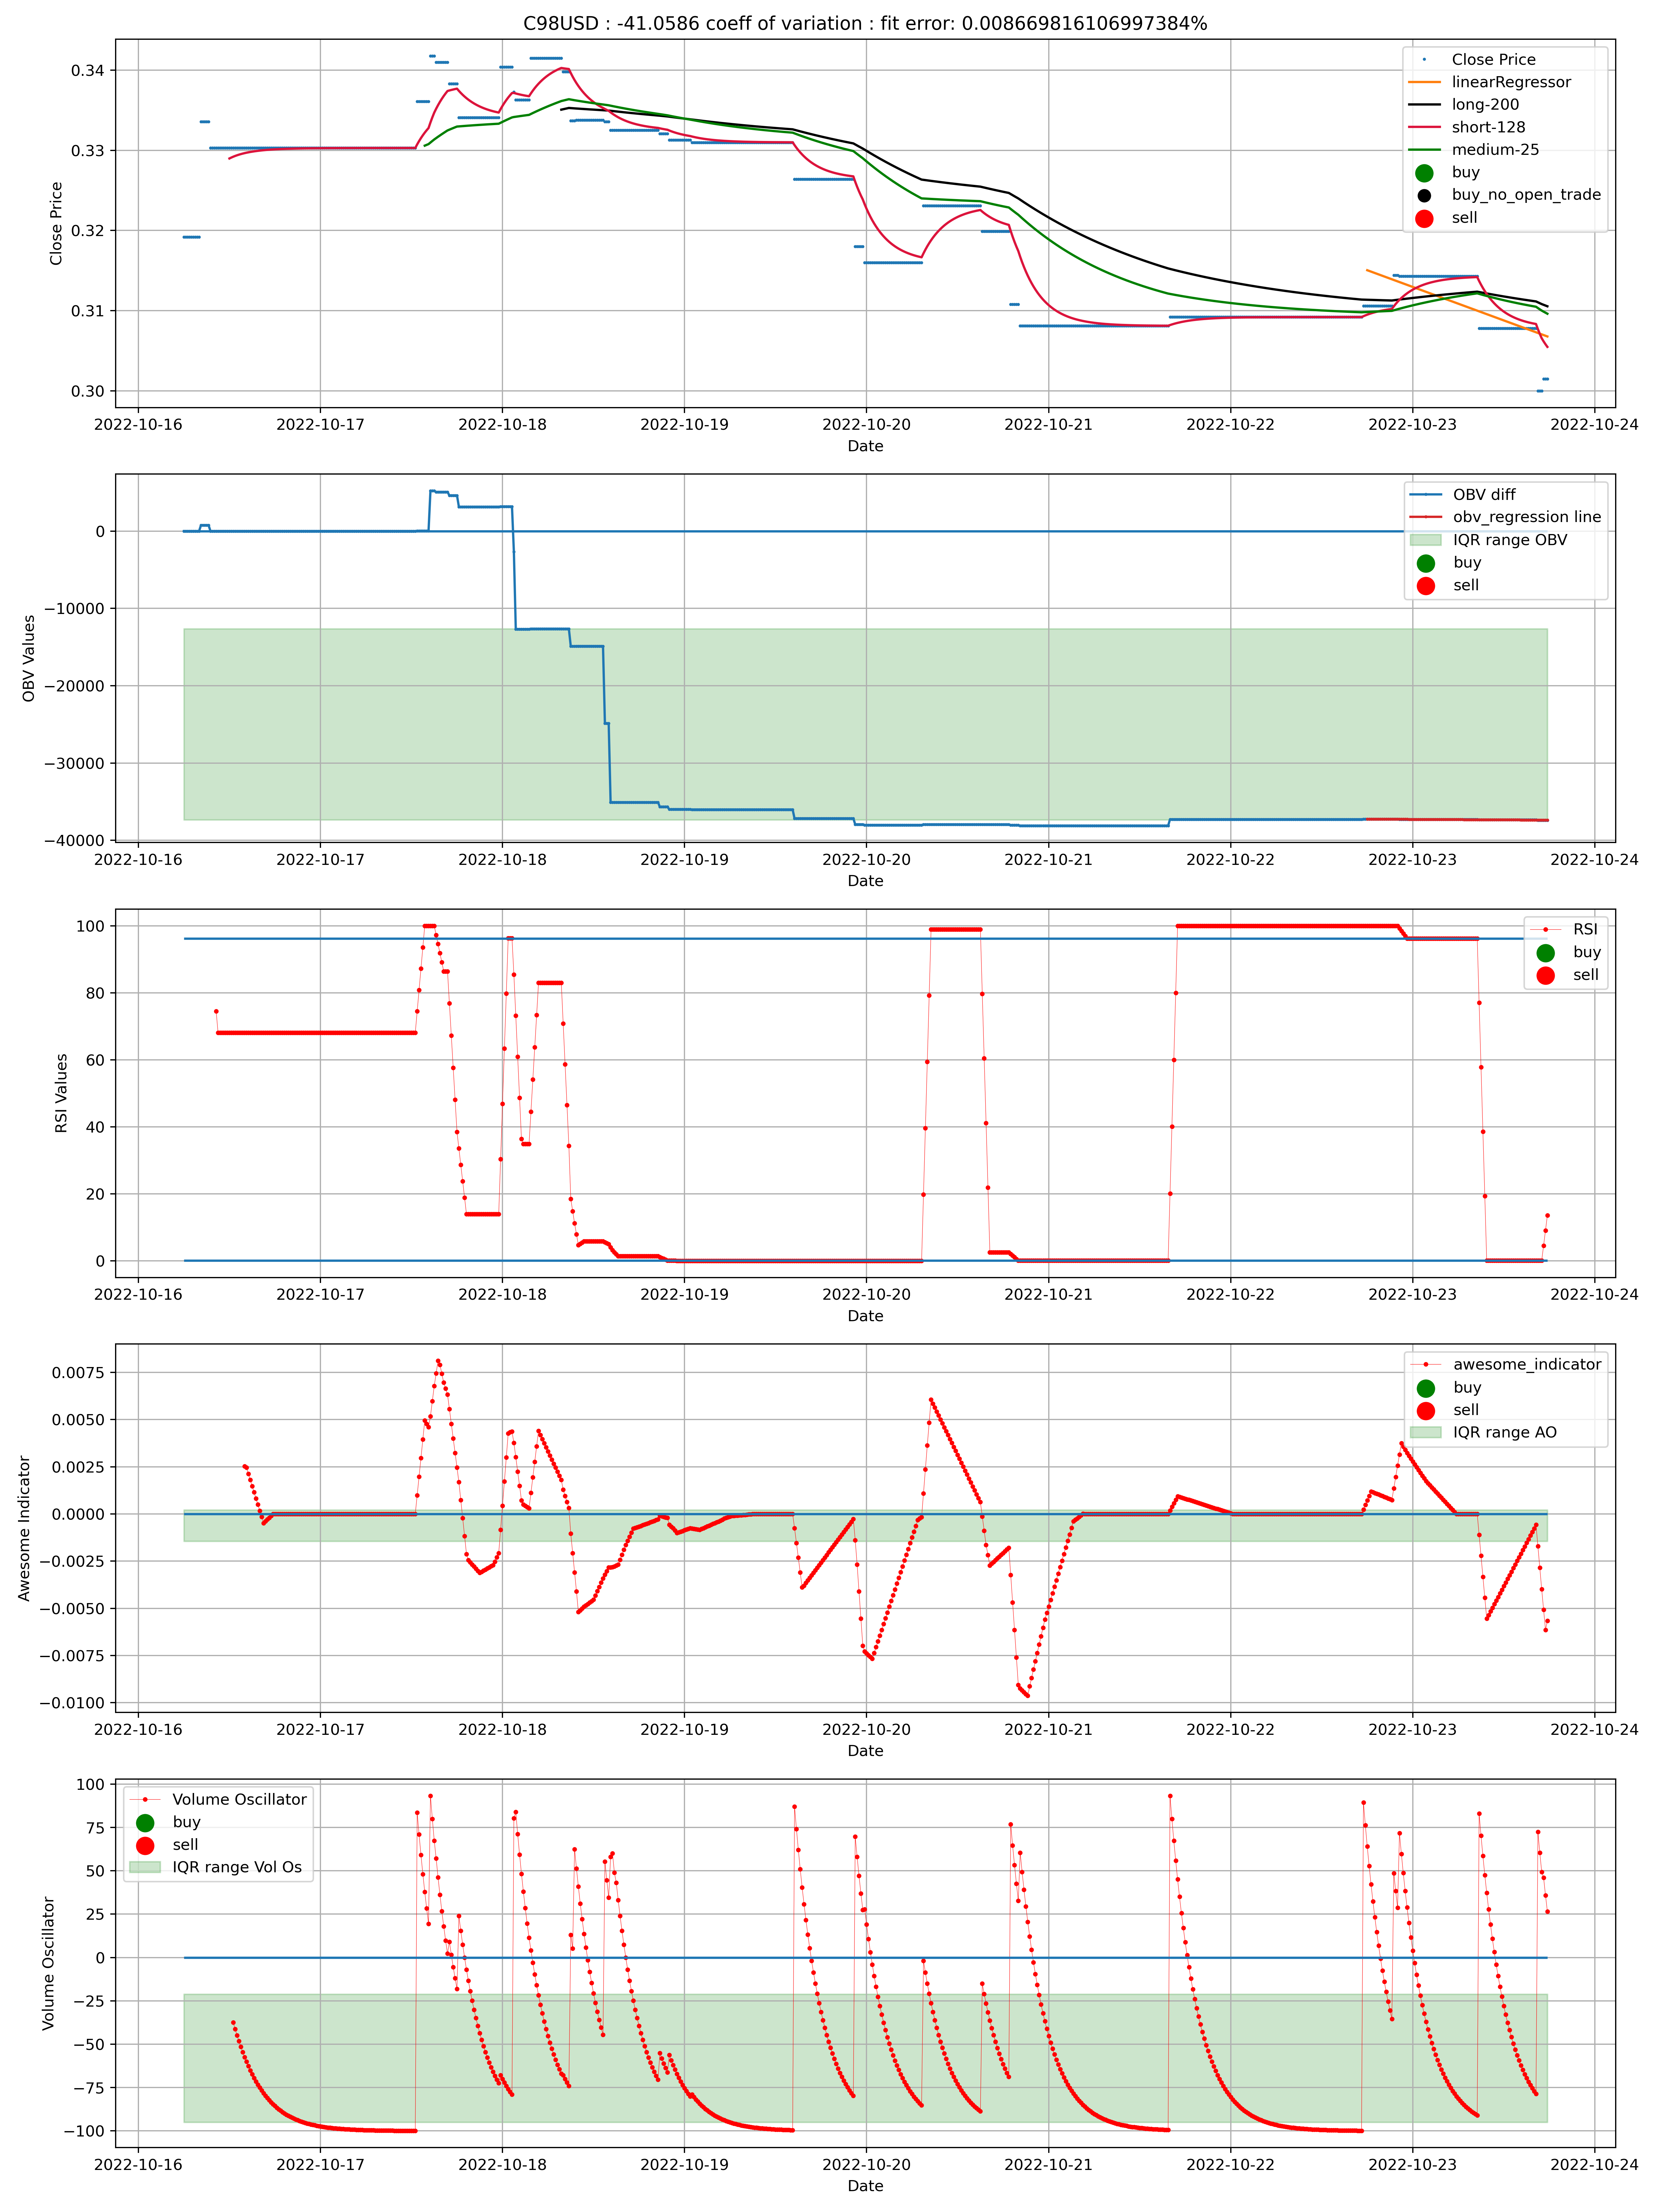 C98USD : -41.0586 coeff of variation : fit error: 0.008669816106997384%
Close Price
0.34
0.33
0.32
0.31
0.30
Close Price
linearRegressor
long-200
short-128
medium-25
buy
buy_no_open_trade
sell
2022-10-16 2022-10-17 2022-10-18 2022-10-19 2022-10-20 2022-10-21 2022-10-22 2022-10-23 2022-10-24
Date
OBV Values
0
−10000
−20000
−30000
−40000
OBV diff
obv_regression line
IQR range OBV
buy
sell
2022-10-16 2022-10-17 2022-10-18 2022-10-19 2022-10-20 2022-10-21 2022-10-22 2022-10-23 2022-10-24
Date
RSI Values
100
80
60
40
20
0
RSI
buy
sell
2022-10-16 2022-10-17 2022-10-18 2022-10-19 2022-10-20 2022-10-21 2022-10-22 2022-10-23 2022-10-24
Date
Awesome Indicator
0.0075
0.0050
0.0025
0.0000
−0.0025
−0.0050
−0.0075
−0.0100
awesome_indicator
buy
sell
IQR range AO
2022-10-16 2022-10-17 2022-10-18 2022-10-19 2022-10-20 2022-10-21 2022-10-22 2022-10-23 2022-10-24
Date
Volume Oscillator
100
75
50
25
0
−25
−50
−75
−100
Volume Oscillator
buy
sell
IQR range Vol Os
2022-10-16 2022-10-17 2022-10-18 2022-10-19 2022-10-20 2022-10-21 2022-10-22 2022-10-23 2022-10-24
Date